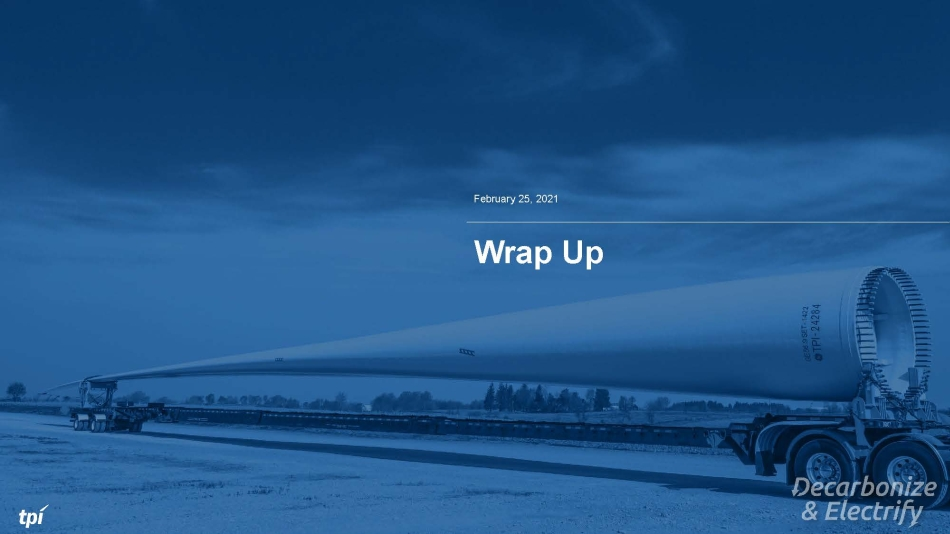 February 25, 2021
Wrap Up
TPI-24284
tpi
Decarbonize
& Electrify